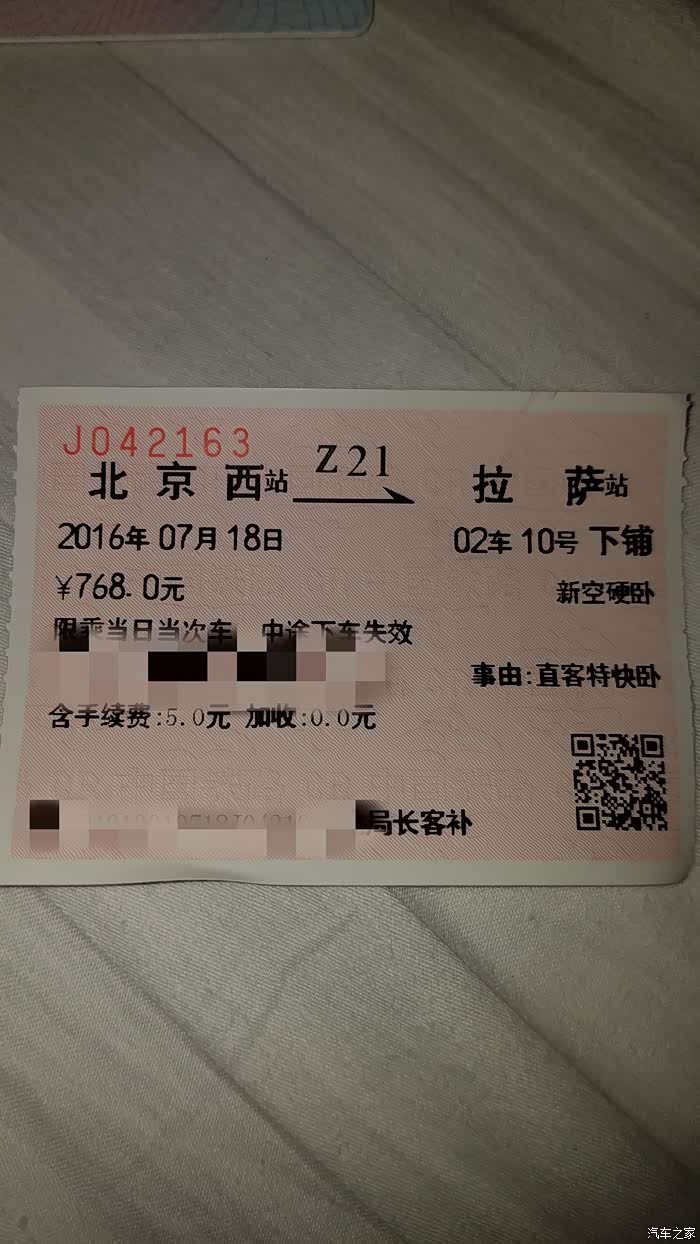 J042163
北京西站 Z21 拉萨站
2016年07月18日 02车10号下铺
¥768.0元 新空硬卧
限乘当日当次车 中途下车失效
事由:直客特快卧
含手续费:5.0元 加收:0.0元
局长客补
汽车之家